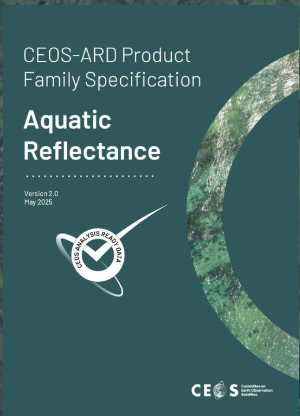 CEOS-ARD Product
Family Specification
Aquatic
Reflectance
Version 2.0
May 2025
CEOS ANALYSIS READY DATA
CEOS
Committee on
Earth Observation
Satellites